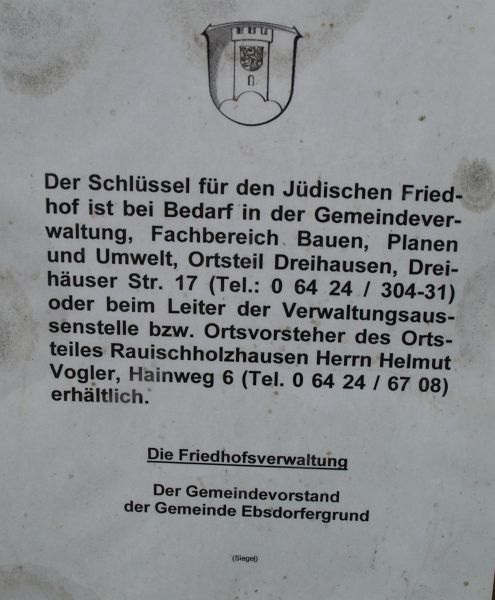 Der Schlüssel für den Jüdischen Fried-
hof ist bei Bedarf in der Gemeindever-
waltung, Fachbereich Bauen, Planen
und Umwelt, Ortsteil Dreihausen, Drei-
häuser Str. 17 (Tel.: 0 64 24 / 304-31)
oder beim Leiter der Verwaltungsaus-
senstelle bzw. Ortsvorsteher des Orts-
teiles Rauischholzhausen Herrn Helmut
Vogler, Hainweg 6 (Tel. 0 64 24 / 67 08)
erhältlich.
Die Friedhofsverwaltung
Der Gemeindevorstand
der Gemeinde Ebsdorfergrund
(Siegel)